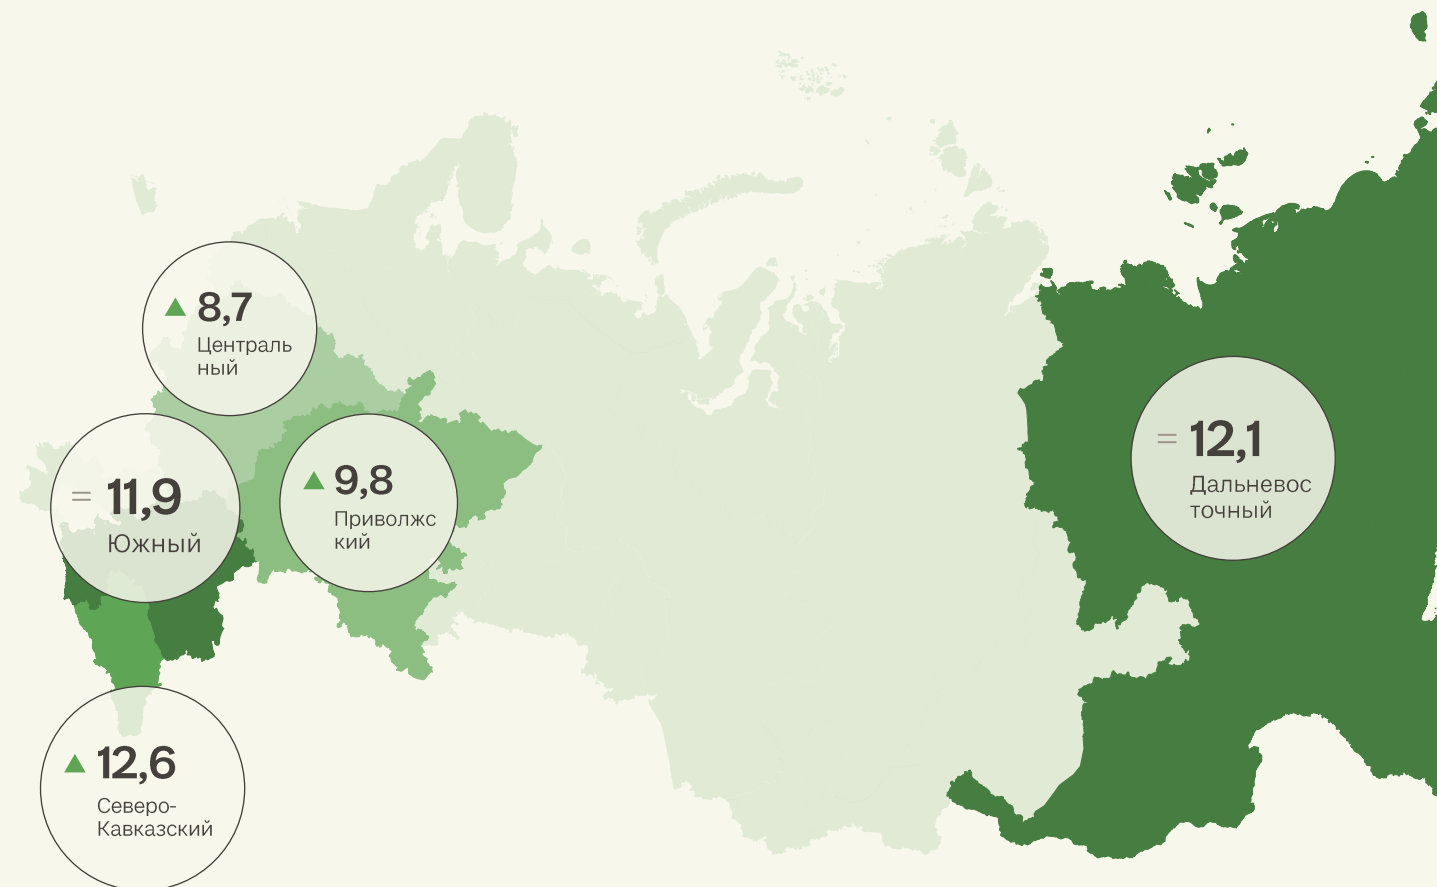 ▲ 8,7
Централь
ный
= 11,9
Южный
▲ 9,8
Приволжс
кий
= 12,1
Дальневос
точный
▲ 12,6
Северо-
Кавказский